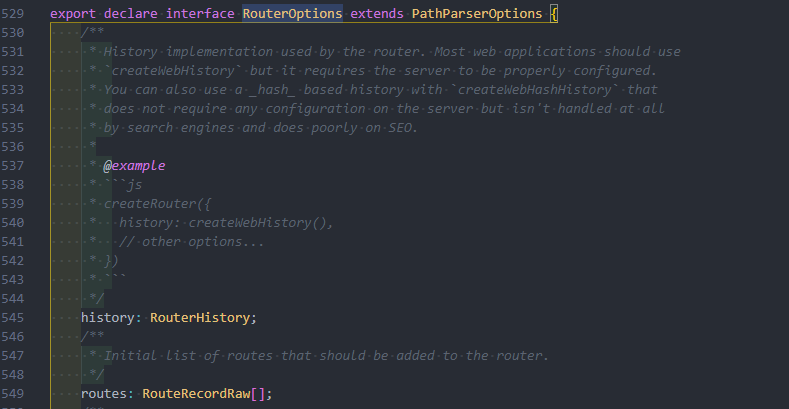 529 export declare interface RouterOptions extends PathParserOptions {
530 /**
531 * History implementation used by the router. Most web applications should use
532 * `createWebHistory` but it requires the server to be properly configured.
533 * You can also use a _hash_ based history with `createWebHashHistory` that
534 * does not require any configuration on the server but isn't handled at all
535 * by search engines and does poorly on SEO.
536 *
537 * @example
538 * ```js
539 * createRouter({
540 * history: createWebHistory(),
541 * // other options...
542 * })
543 * ```
544 */
545 history: RouterHistory;
546 /**
547 * Initial list of routes that should be added to the router.
548 */
549 routes: RouteRecordRaw[];